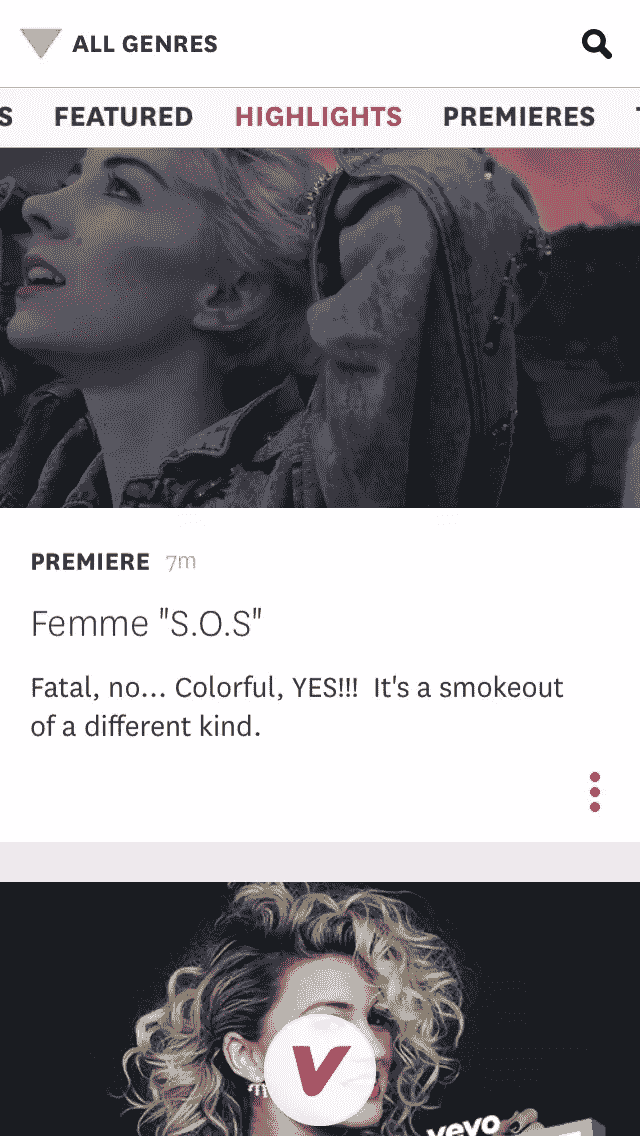 ALL GENRES
S FEATURED HIGHLIGHTS PREMIERES
PREMIERE 7m
Femme "S.O.S"
Fatal, no... Colorful, YES!!! It's a smokeout
of a different kind.
v
vevo